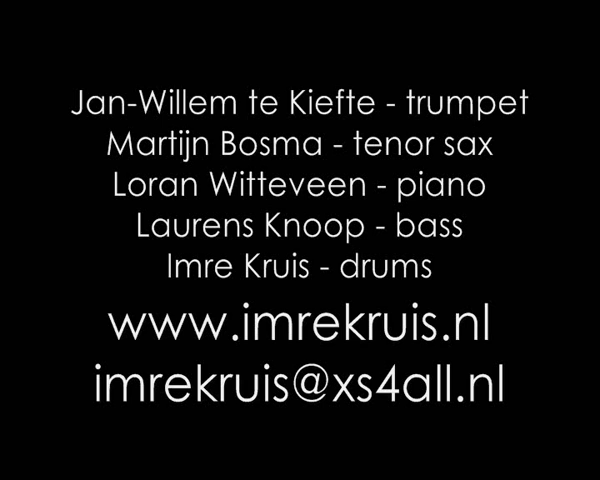 Jan-Willem te Kiefte - trumpet
Martijn Bosma - tenor sax
Loran Witteveen - piano
Laurens Knoop - bass
Imre Kruis - drums
www.imrekruis.nl
imrekruis@xs4all.nl